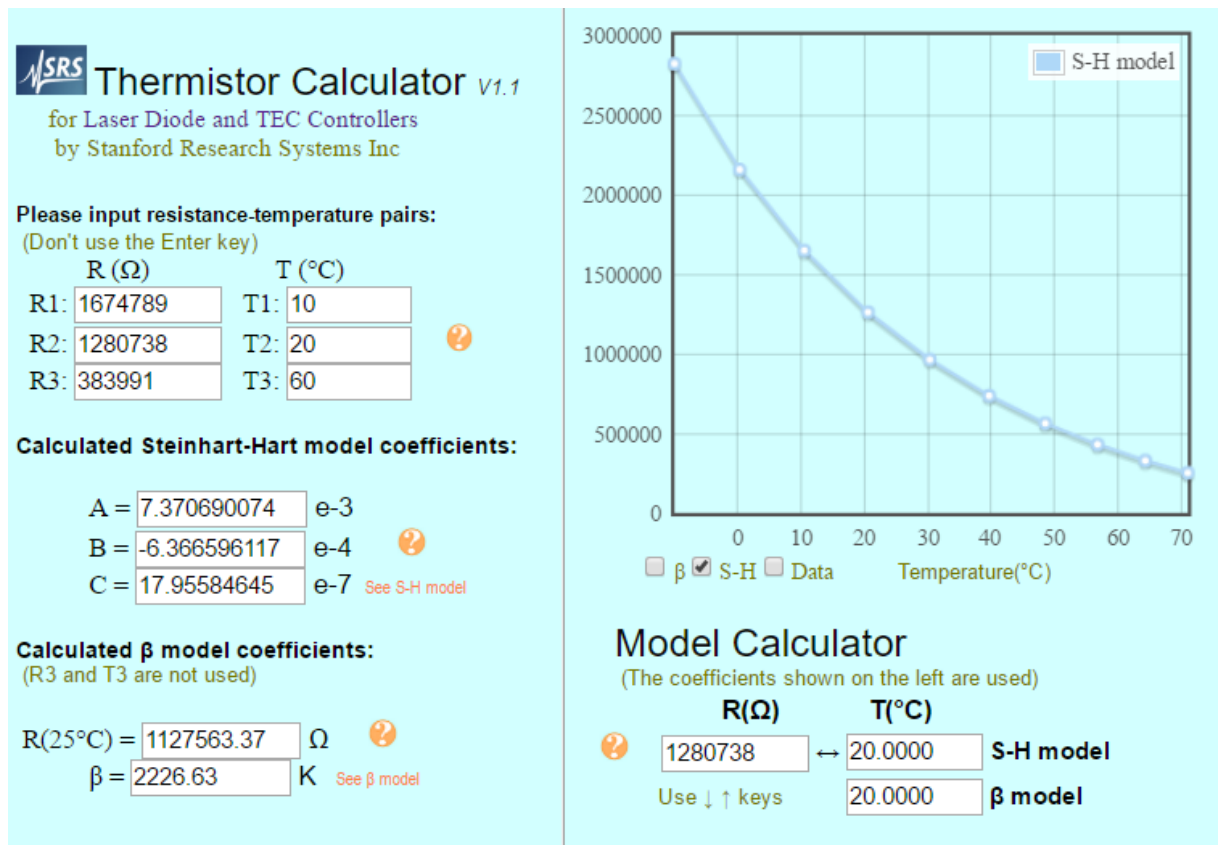 SRS Thermistor Calculator V1.1
for Laser Diode and TEC Controllers
by Stanford Research Systems Inc
Please input resistance-temperature pairs:
(Don't use the Enter key)
R (Ω) T (°C)
R1: 1674789 T1: 10
R2: 1280738 T2: 20 ?
R3: 383991 T3: 60
Calculated Steinhart-Hart model coefficients:
A = 7.370690074 e-3
B = -6.366596117 e-4 ?
C = 17.95584645 e-7 See S-H model
Calculated β model coefficients:
(R3 and T3 are not used)
R(25°C) = 1127563.37 Ω ?
β = 2226.63 K See β model
3000000
2500000
2000000
1500000
1000000
500000
0
S-H model
0 10 20 30 40 50 60 70
β S-H Data Temperature(°C)
Model Calculator
(The coefficients shown on the left are used)
R(Ω) T(°C)
? 1280738 ↔ 20.0000 S-H model
Use ↓ ↑ keys 20.0000 β model